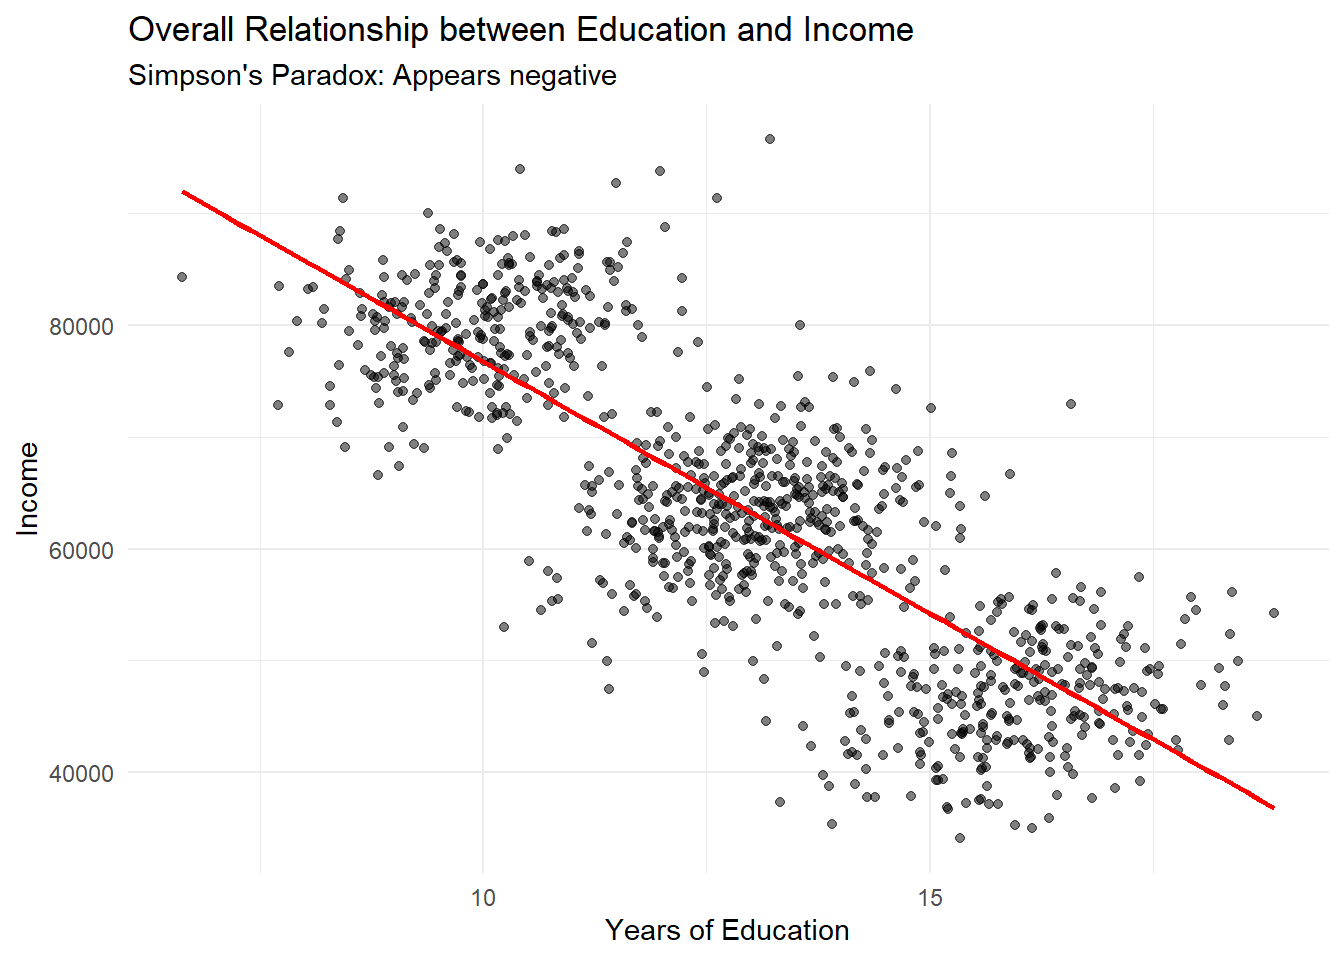 Overall Relationship between Education and Income
Simpson's Paradox: Appears negative
Income
80000
60000
40000
10
15
Years of Education